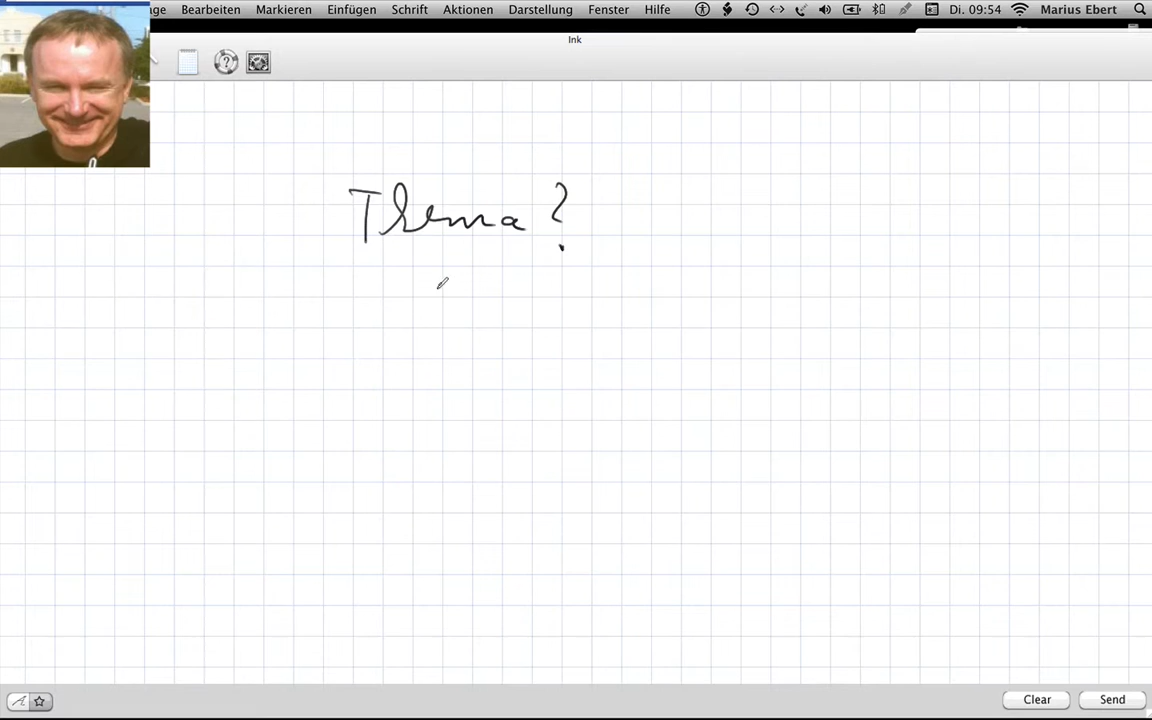 ge Bearbeiten Markieren Einfügen Schrift Aktionen Darstellung Fenster Hilfe Di. 09:54 Marius Ebert
Ink
Thema ?
Clear Send